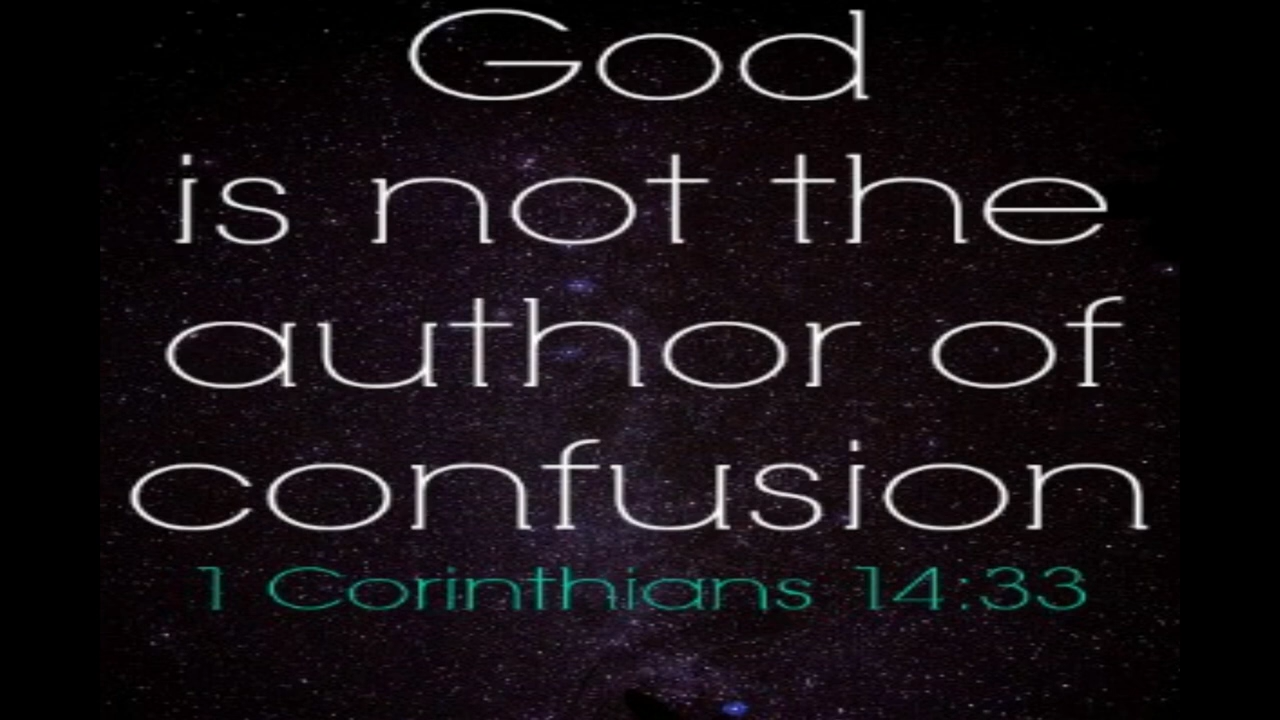 God
is not the
author of
confusion
1 Corinthians 14:33